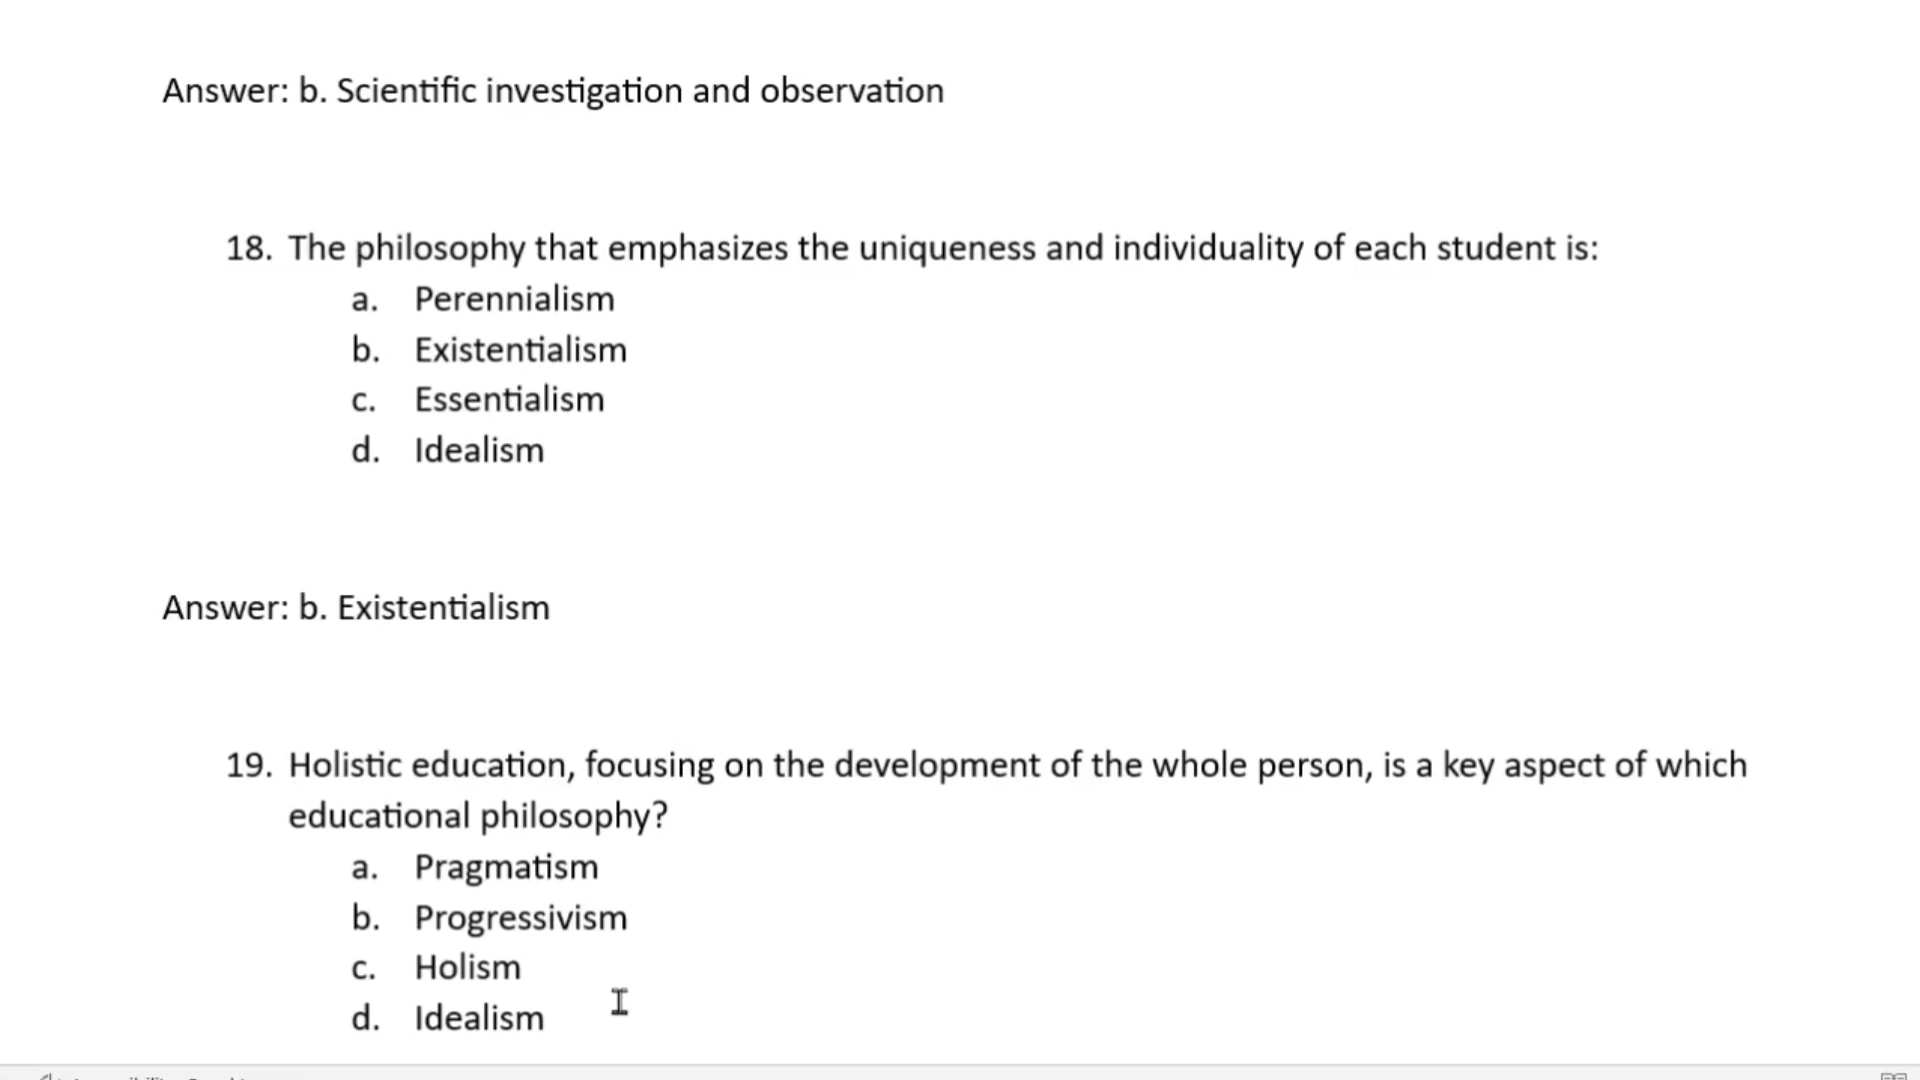 Answer: b. Scientific investigation and observation
18. The philosophy that emphasizes the uniqueness and individuality of each student is:
a. Perennialism
b. Existentialism
c. Essentialism
d. Idealism
Answer: b. Existentialism
19. Holistic education, focusing on the development of the whole person, is a key aspect of which
educational philosophy?
a. Pragmatism
b. Progressivism
c. Holism
d. Idealism